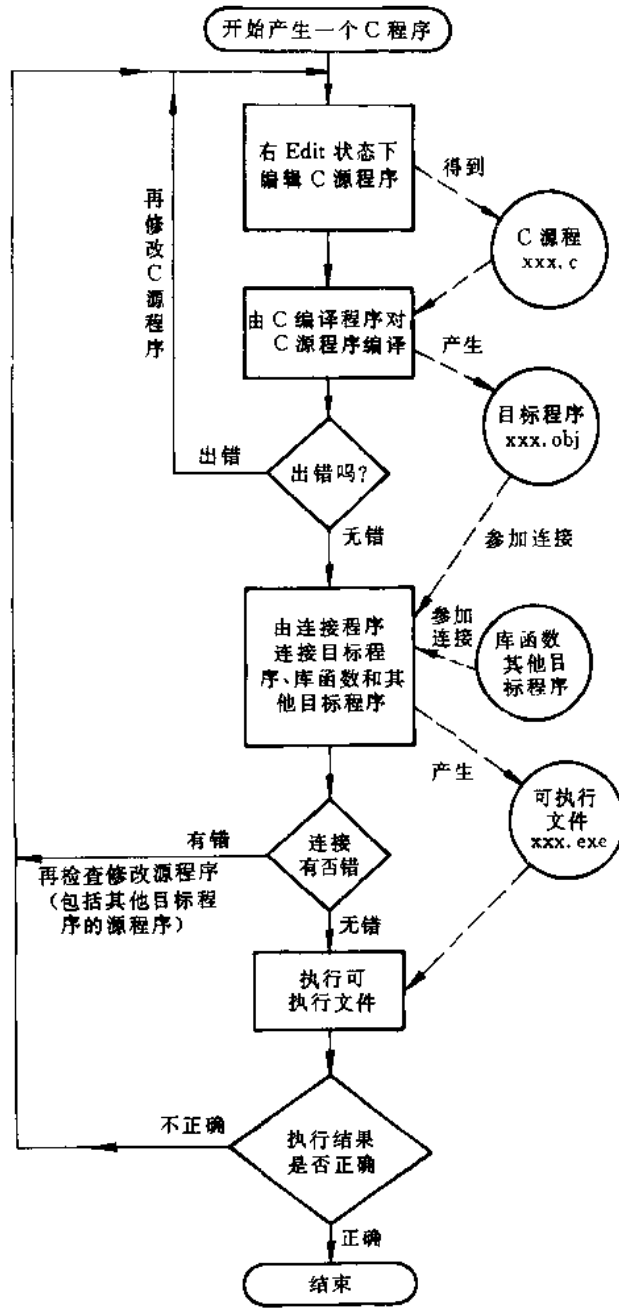 开始产生一个 C 程序
右 Edit 状态下
编辑 C 源程序
得到
C 源程
xxx.c
再修改C源程序
由 C 编译程序对
C 源程序编译
产生
目标程序
xxx.obj
出错
出错吗?
无错
参加连接
由连接程序
连接目标程
序、库函数和其
他目标程序
参加
连接
库函数
其他目
标程序
产生
可执行
文件
xxx.exe
有错
连接
有否错
再检查修改源程序
(包括其他目标程
序的源程序)
无错
执行可
执行文件
不正确
执行结果
是否正确
正确
结束